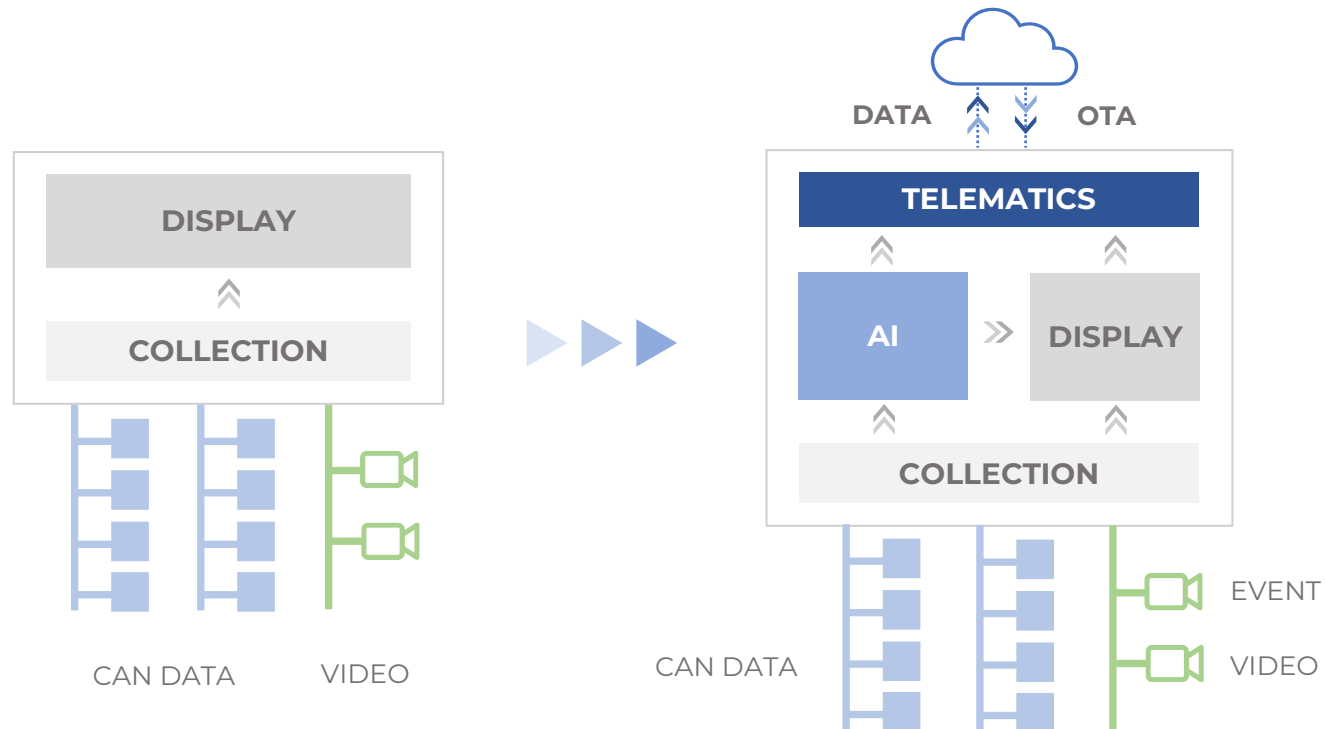 DISPLAY
COLLECTION
CAN DATA
VIDEO
DATA
OTA
TELEMATICS
AI
DISPLAY
COLLECTION
CAN DATA
EVENT
VIDEO